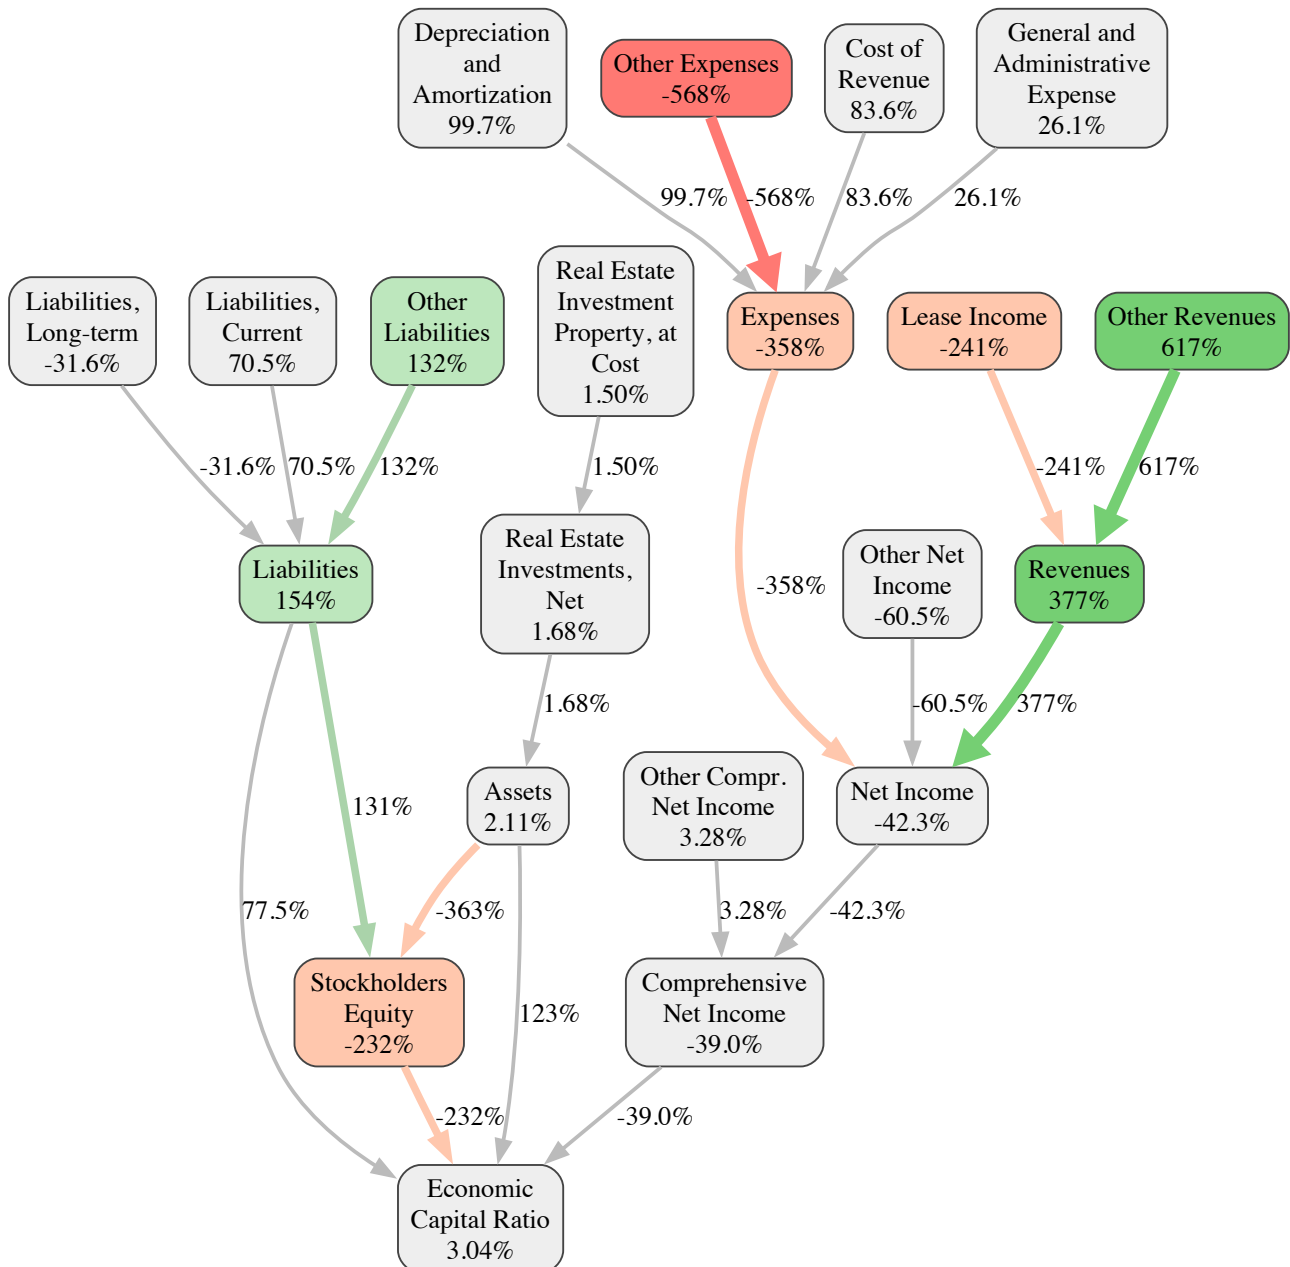 Depreciation
and
Amortization
99.7%
Other Expenses
-568%
Cost of
Revenue
83.6%
General and
Administrative
Expense
26.1%
99.7%
-568%
83.6%
26.1%
Liabilities,
Long-term
-31.6%
Liabilities,
Current
70.5%
Other
Liabilities
132%
Real Estate
Investment
Property, at
Cost
1.50%
Expenses
-358%
Lease Income
-241%
Other Revenues
617%
-31.6%
70.5%
132%
1.50%
-241%
617%
Liabilities
154%
Real Estate
Investments,
Net
1.68%
-358%
Other Net
Income
-60.5%
Revenues
377%
1.68%
-60.5%
377%
131%
Assets
2.11%
Other Compr.
Net Income
3.28%
Net Income
-42.3%
77.5%
-363%
3.28%
-42.3%
Stockholders
Equity
-232%
123%
Comprehensive
Net Income
-39.0%
-232%
-39.0%
Economic
Capital Ratio
3.04%